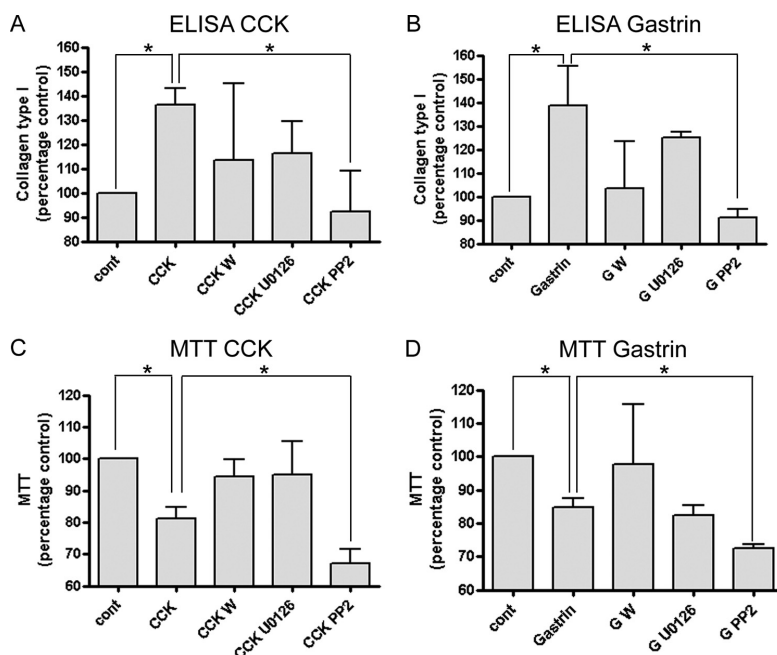 A
ELISA CCK
Collagen type I
(percentage control)
160
150
140
130
120
110
100
90
80
*
*
cont
CCK
CCK W
CCK U0126
CCK PP2
B
ELISA Gastrin
Collagen type I
(percentage control)
160
150
140
130
120
110
100
90
80
*
*
cont
Gastrin
G W
G U0126
G PP2
C
MTT CCK
MTT
(percentage control)
120
110
100
90
80
70
60
*
*
cont
CCK
CCK W
CCK U0126
CCK PP2
D
MTT Gastrin
MTT
(percentage control)
120
110
100
90
80
70
60
*
*
cont
Gastrin
G W
G U0126
G PP2